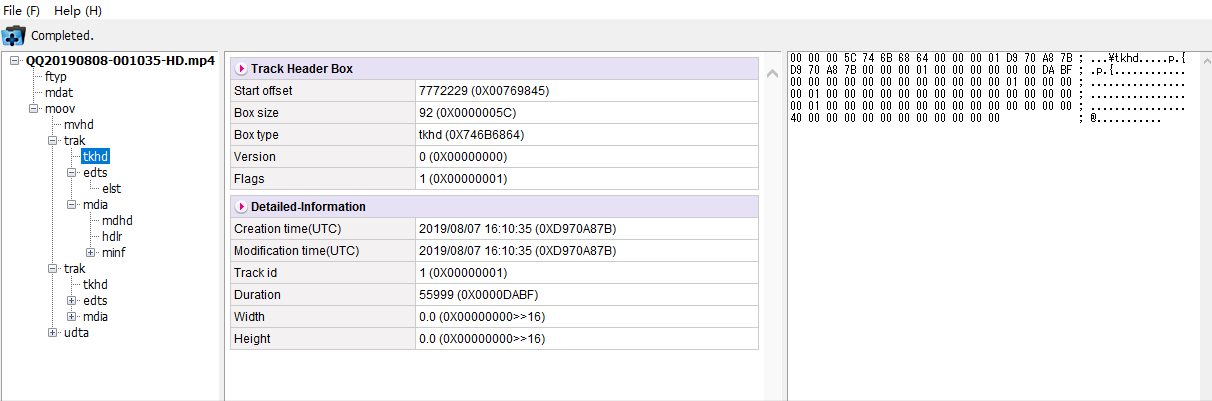 File (F) Help (H)
Completed.
QQ20190808-001035-HD.mp4
ftyp
mdat
moov
mvhd
trak
tkhd
edts
elst
mdia
mdhd
hdlr
minf
trak
tkhd
edts
mdia
udta
Track Header Box
Start offset 7772229 (0X00769845)
Box size 92 (0X0000005C)
Box type tkhd (0X746B6864)
Version 0 (0X00000000)
Flags 1 (0X00000001)
Detailed-Information
Creation time(UTC) 2019/08/07 16:10:35 (0XD970A87B)
Modification time(UTC) 2019/08/07 16:10:35 (0XD970A87B)
Track id 1 (0X00000001)
Duration 55999 (0X0000DABF)
Width 0.0 (0X00000000>>16)
Height 0.0 (0X00000000>>16)
00 00 00 5C 74 6B 68 64 00 00 00 01 D9 70 A8 7B ; ...¥tkhd.....p.{
D9 70 A8 7B 00 00 00 01 00 00 00 00 00 00 DA BF ; .p.{............
00 00 00 00 00 00 00 00 00 00 00 00 01 00 00 00 ; ................
00 01 00 00 00 00 00 00 00 00 00 00 00 01 00 00 00 ; ................
00 01 00 00 00 00 00 00 00 00 00 00 00 00 00 00 ; ................
40 00 00 00 00 00 00 00 00 00 00 00 ; @...........